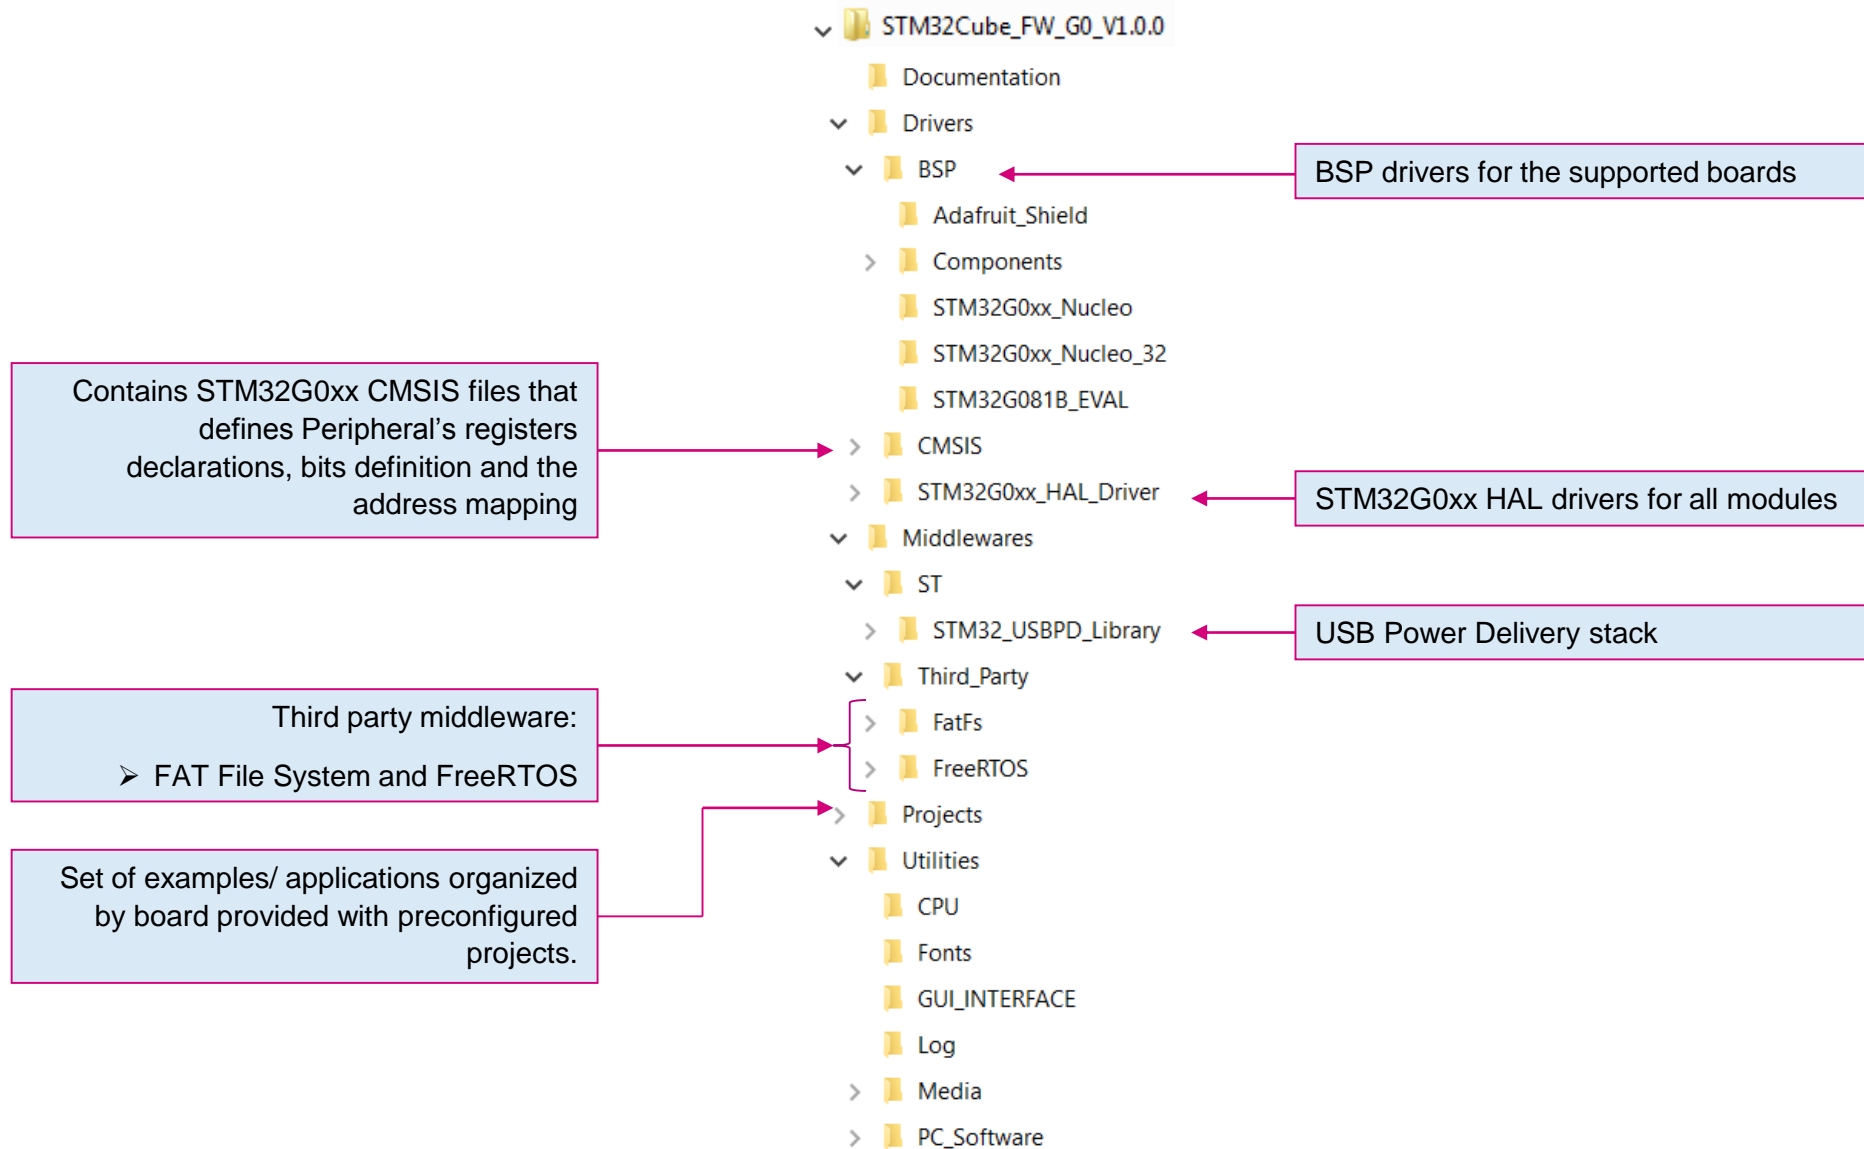 STM32Cube_FW_G0_V1.0.0
Documentation
Drivers
BSP
BSP drivers for the supported boards
Adafruit_Shield
Components
STM32G0xx_Nucleo
STM32G0xx_Nucleo_32
STM32G081B_EVAL
Contains STM32G0xx CMSIS files that
defines Peripheral’s registers
declarations, bits definition and the
address mapping
CMSIS
STM32G0xx_HAL_Driver
STM32G0xx HAL drivers for all modules
Middlewares
ST
STM32_USBPD_Library
USB Power Delivery stack
Third_Party
Third party middleware:
➢ FAT File System and FreeRTOS
FatFs
FreeRTOS
Projects
Set of examples/ applications organized
by board provided with preconfigured
projects.
Utilities
CPU
Fonts
GUI_INTERFACE
Log
Media
PC_Software